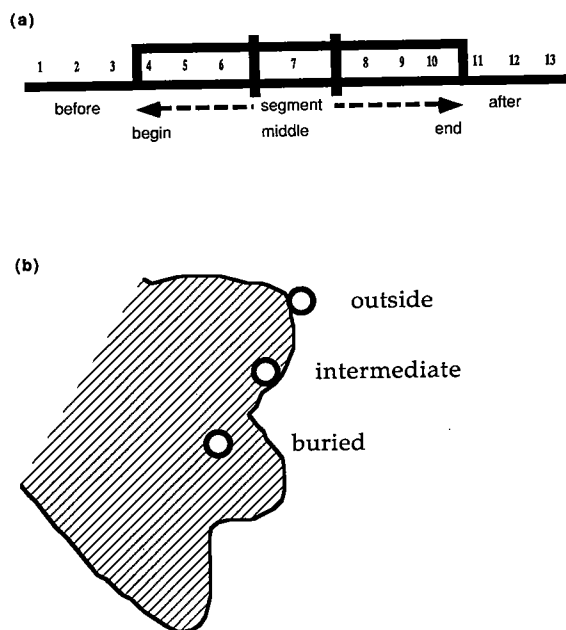 (a)
1 2 3 4 5 6 7 8 9 10 11 12 13
before segment after
begin middle end
(b)
outside
intermediate
buried